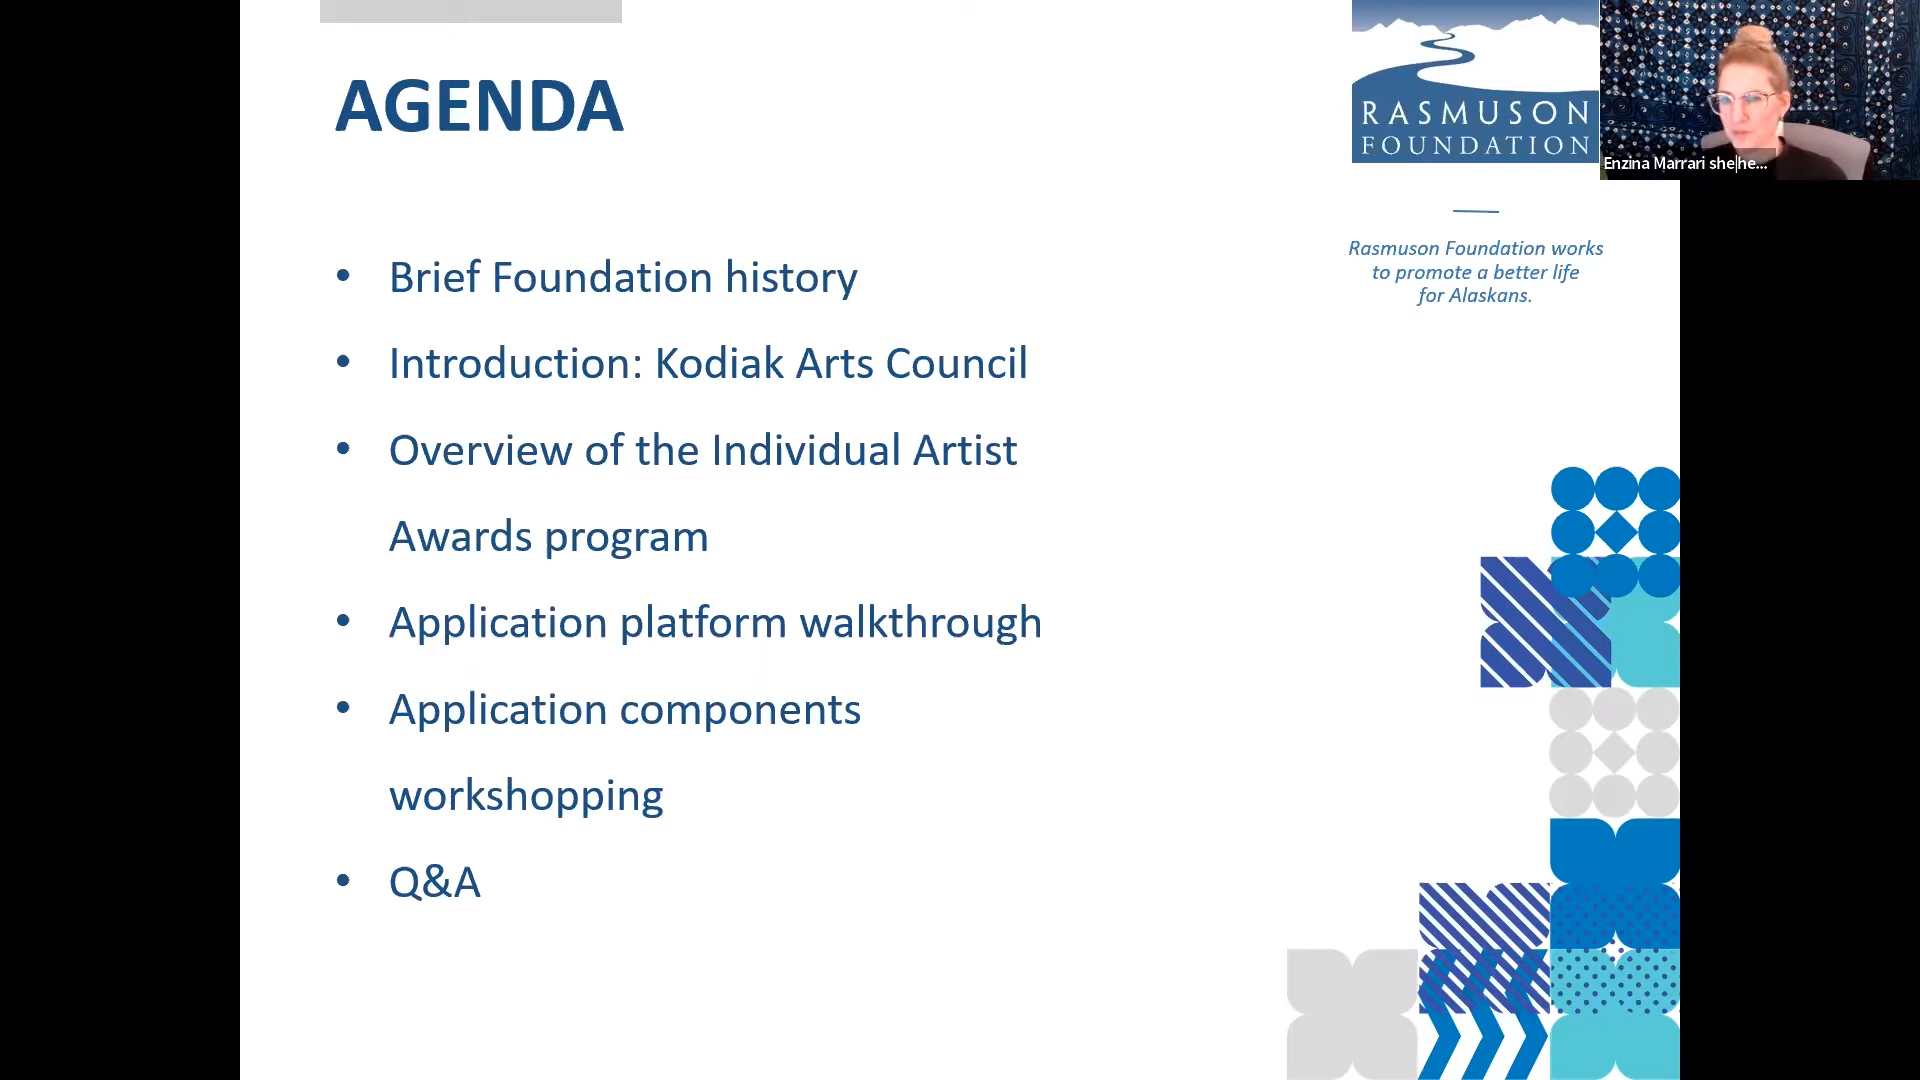 AGENDA
• Brief Foundation history
• Introduction: Kodiak Arts Council
• Overview of the Individual Artist
Awards program
• Application platform walkthrough
• Application components
workshopping
• Q&A
RASMUSON
FOUNDATION
Rasmuson Foundation works
to promote a better life
for Alaskans.
Enzina Marrari she|he...